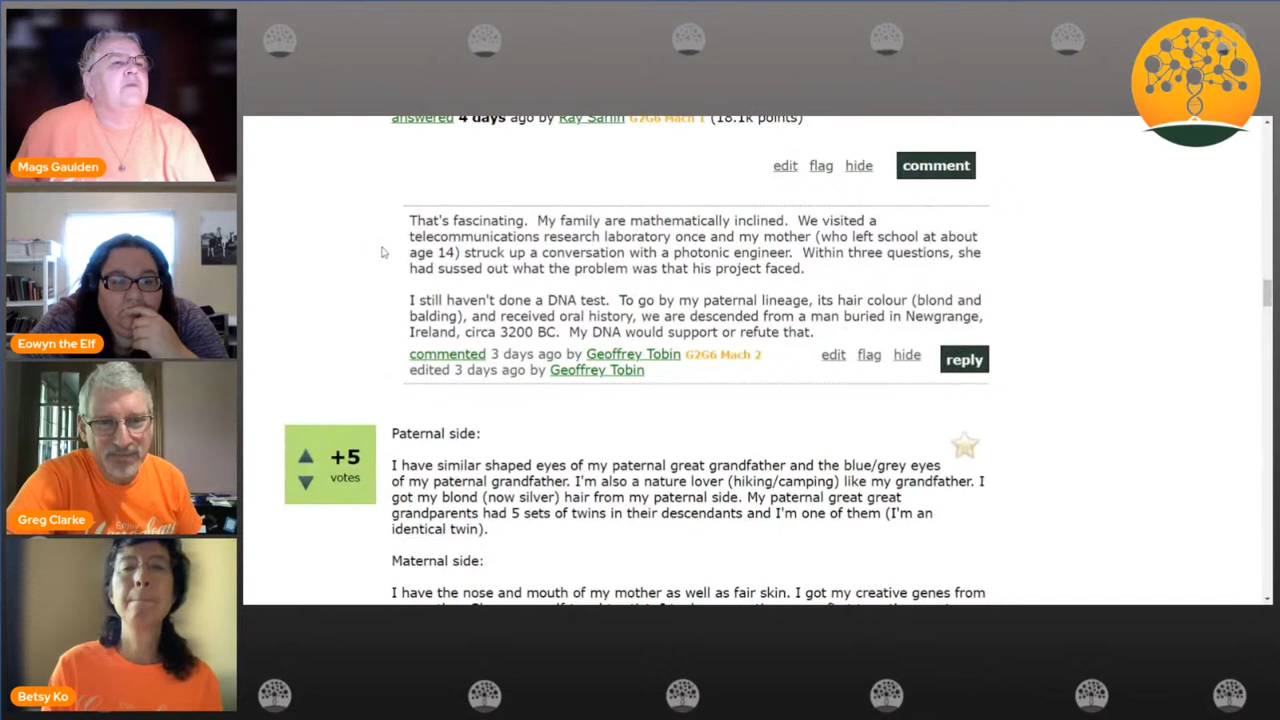 Mags Gaulden
Eowyn the Elf
Greg Clarke
Enjoy
Betsy Ko
answered 4 days ago by Ray Sarlin G2G6 Mach 1 (18.1k points)
edit flag hide comment
That's fascinating.  My family are mathematically inclined.  We visited a
telecommunications research laboratory once and my mother (who left school at about
age 14) struck up a conversation with a photonic engineer.  Within three questions, she
had sussed out what the problem was that his project faced.
I still haven't done a DNA test.  To go by my paternal lineage, its hair colour (blond and
balding), and received oral history, we are descended from a man buried in Newgrange,
Ireland, circa 3200 BC.  My DNA would support or refute that.
commented 3 days ago by Geoffrey Tobin G2G6 Mach 2
edit flag hide reply
edited 3 days ago by Geoffrey Tobin
+5
votes
Paternal side:
I have similar shaped eyes of my paternal great grandfather and the blue/grey eyes
of my paternal grandfather. I'm also a nature lover (hiking/camping) like my grandfather. I
got my blond (now silver) hair from my paternal side. My paternal great great
grandparents had 5 sets of twins in their descendants and I'm one of them (I'm an
identical twin).
Maternal side:
I have the nose and mouth of my mother as well as fair skin. I got my creative genes from